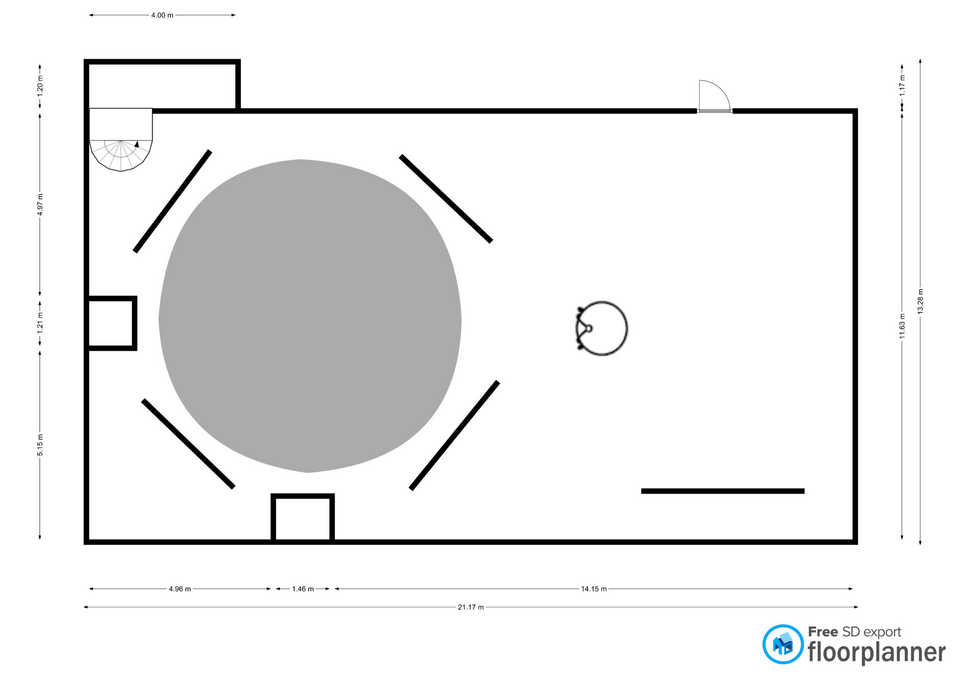 4.00 m
1.20 m
1.17 m
4.97 m
13.28 m
1.21 m
11.63 m
5.15 m
4.96 m
1.46 m
14.15 m
21.17 m
Free SD export
floorplanner